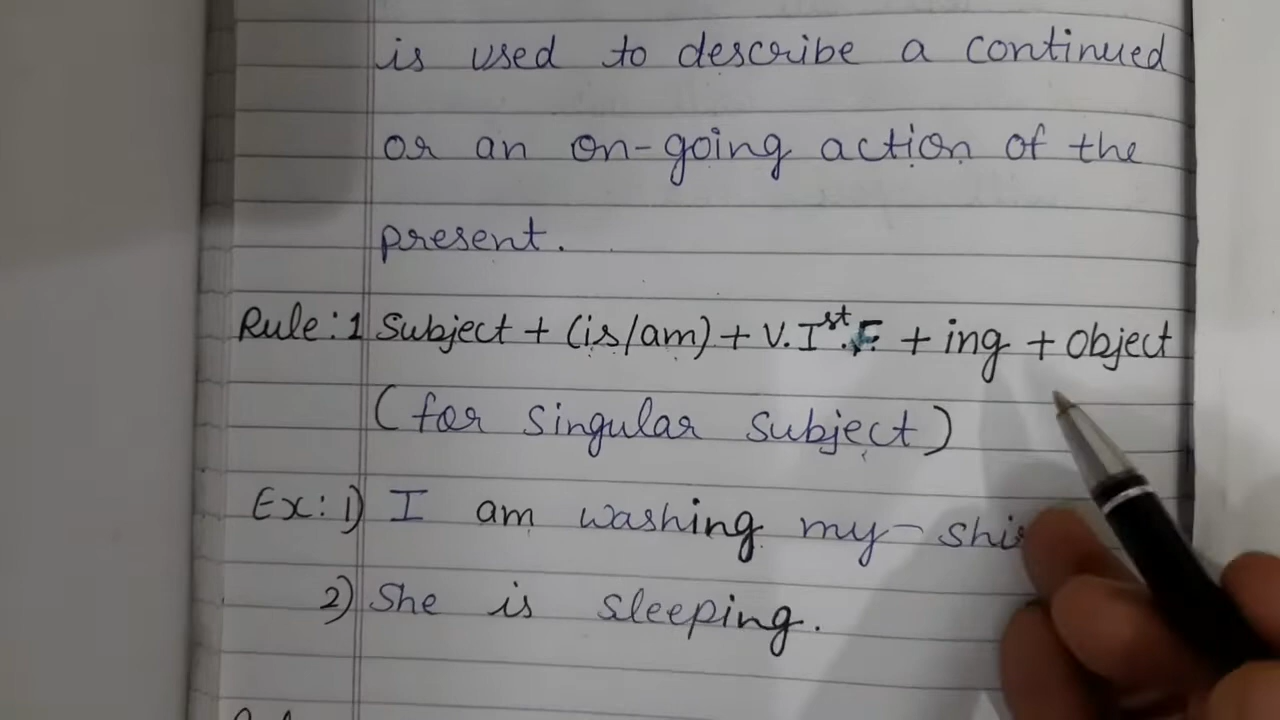 is used to describe a continued
or an on-going action of the
present.
Rule: 1 Subject + (is/am) + V.Ist.F. + ing + object
(for singular subject)
Ex: 1) I am washing my
2) She is sleeping.